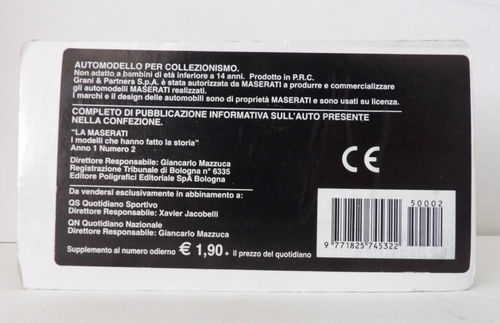 AUTOMODELLO PER COLLEZIONISMO.
Non adatto a bambini di età inferiore a 14 anni. Prodotto in P.R.C.
Grani & Partners S.p.A. è stata autorizzata da MASERATI a produrre e commercializzare
gli automodelli MASERATI realizzati.
I marchi e il design delle automobili sono di proprietà MASERATI e sono usati su licenza.
COMPLETO DI PUBBLICAZIONE INFORMATIVA SULL'AUTO PRESENTE
NELLA CONFEZIONE.
"LA MASERATI
I modelli che hanno fatto la storia"
Anno 1 Numero 2
Direttore Responsabile: Giancarlo Mazzuca
Registrazione Tribunale di Bologna n° 6335
Editore Poligrafici Editoriale SpA Bologna
CE
Da vendersi esclusivamente in abbinamento a:
QS Quotidiano Sportivo
Direttore Responsabile: Xavier Jacobelli
QN Quotidiano Nazionale
Direttore Responsabile: Giancarlo Mazzuca
Supplemento al numero odierno € 1,90+ il prezzo del quotidiano
50002
9 771825 745322